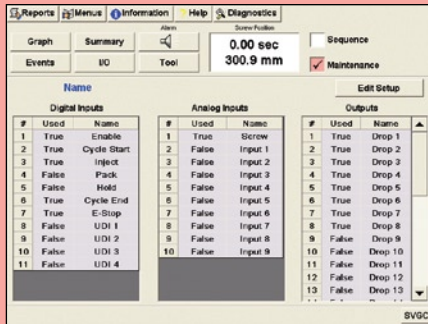 Reports Menus Information Help Diagnostics
Alarm Screw Position
Graph Summary 0.00 sec Sequence
Events I/O Tool 300.9 mm Maintenance
Name Edit Setup
Digital Inputs Analog Inputs Outputs
# Used Name # Used Name # Used Name
1 True Enable 1 True Screw 1 True Drop 1
2 True Cycle Start 2 False Input 1 2 True Drop 2
3 True Inject 3 False Input 2 3 True Drop 3
4 False Pack 4 False Input 3 4 True Drop 4
5 False Hold 5 False Input 4 5 True Drop 5
6 True Cycle End 6 False Input 5 6 True Drop 6
7 True E-Stop 7 False Input 6 7 True Drop 7
8 False UDI 1 8 False Input 7 8 True Drop 8
9 False UDI 2 9 False Input 8 9 False Drop 9
10 False UDI 3 10 False Input 9 10 False Drop 10
11 False UDI 4 11 False Drop 11
12 False Drop 12
13 False Drop 13
SVGC